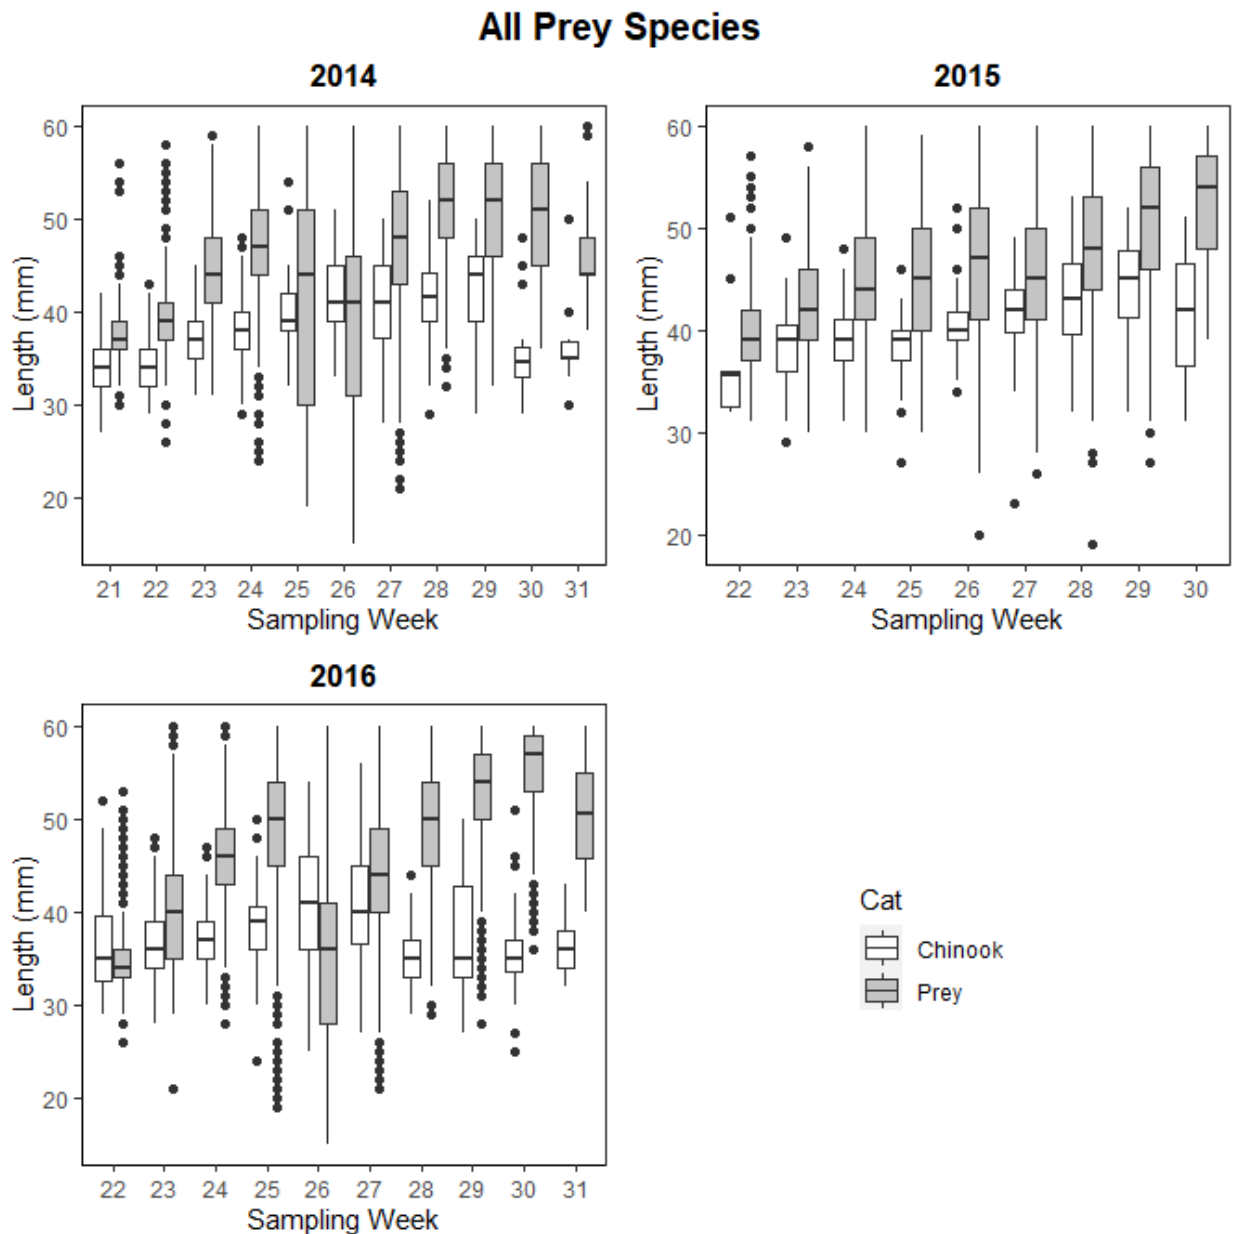 All Prey Species
2014
60
50
40
30
20
Length (mm)
21 22 23 24 25 26 27 28 29 30 31
Sampling Week
2015
60
50
40
30
20
Length (mm)
22 23 24 25 26 27 28 29 30
Sampling Week
2016
60
50
40
30
20
Length (mm)
22 23 24 25 26 27 28 29 30 31
Sampling Week
Cat
Chinook
Prey